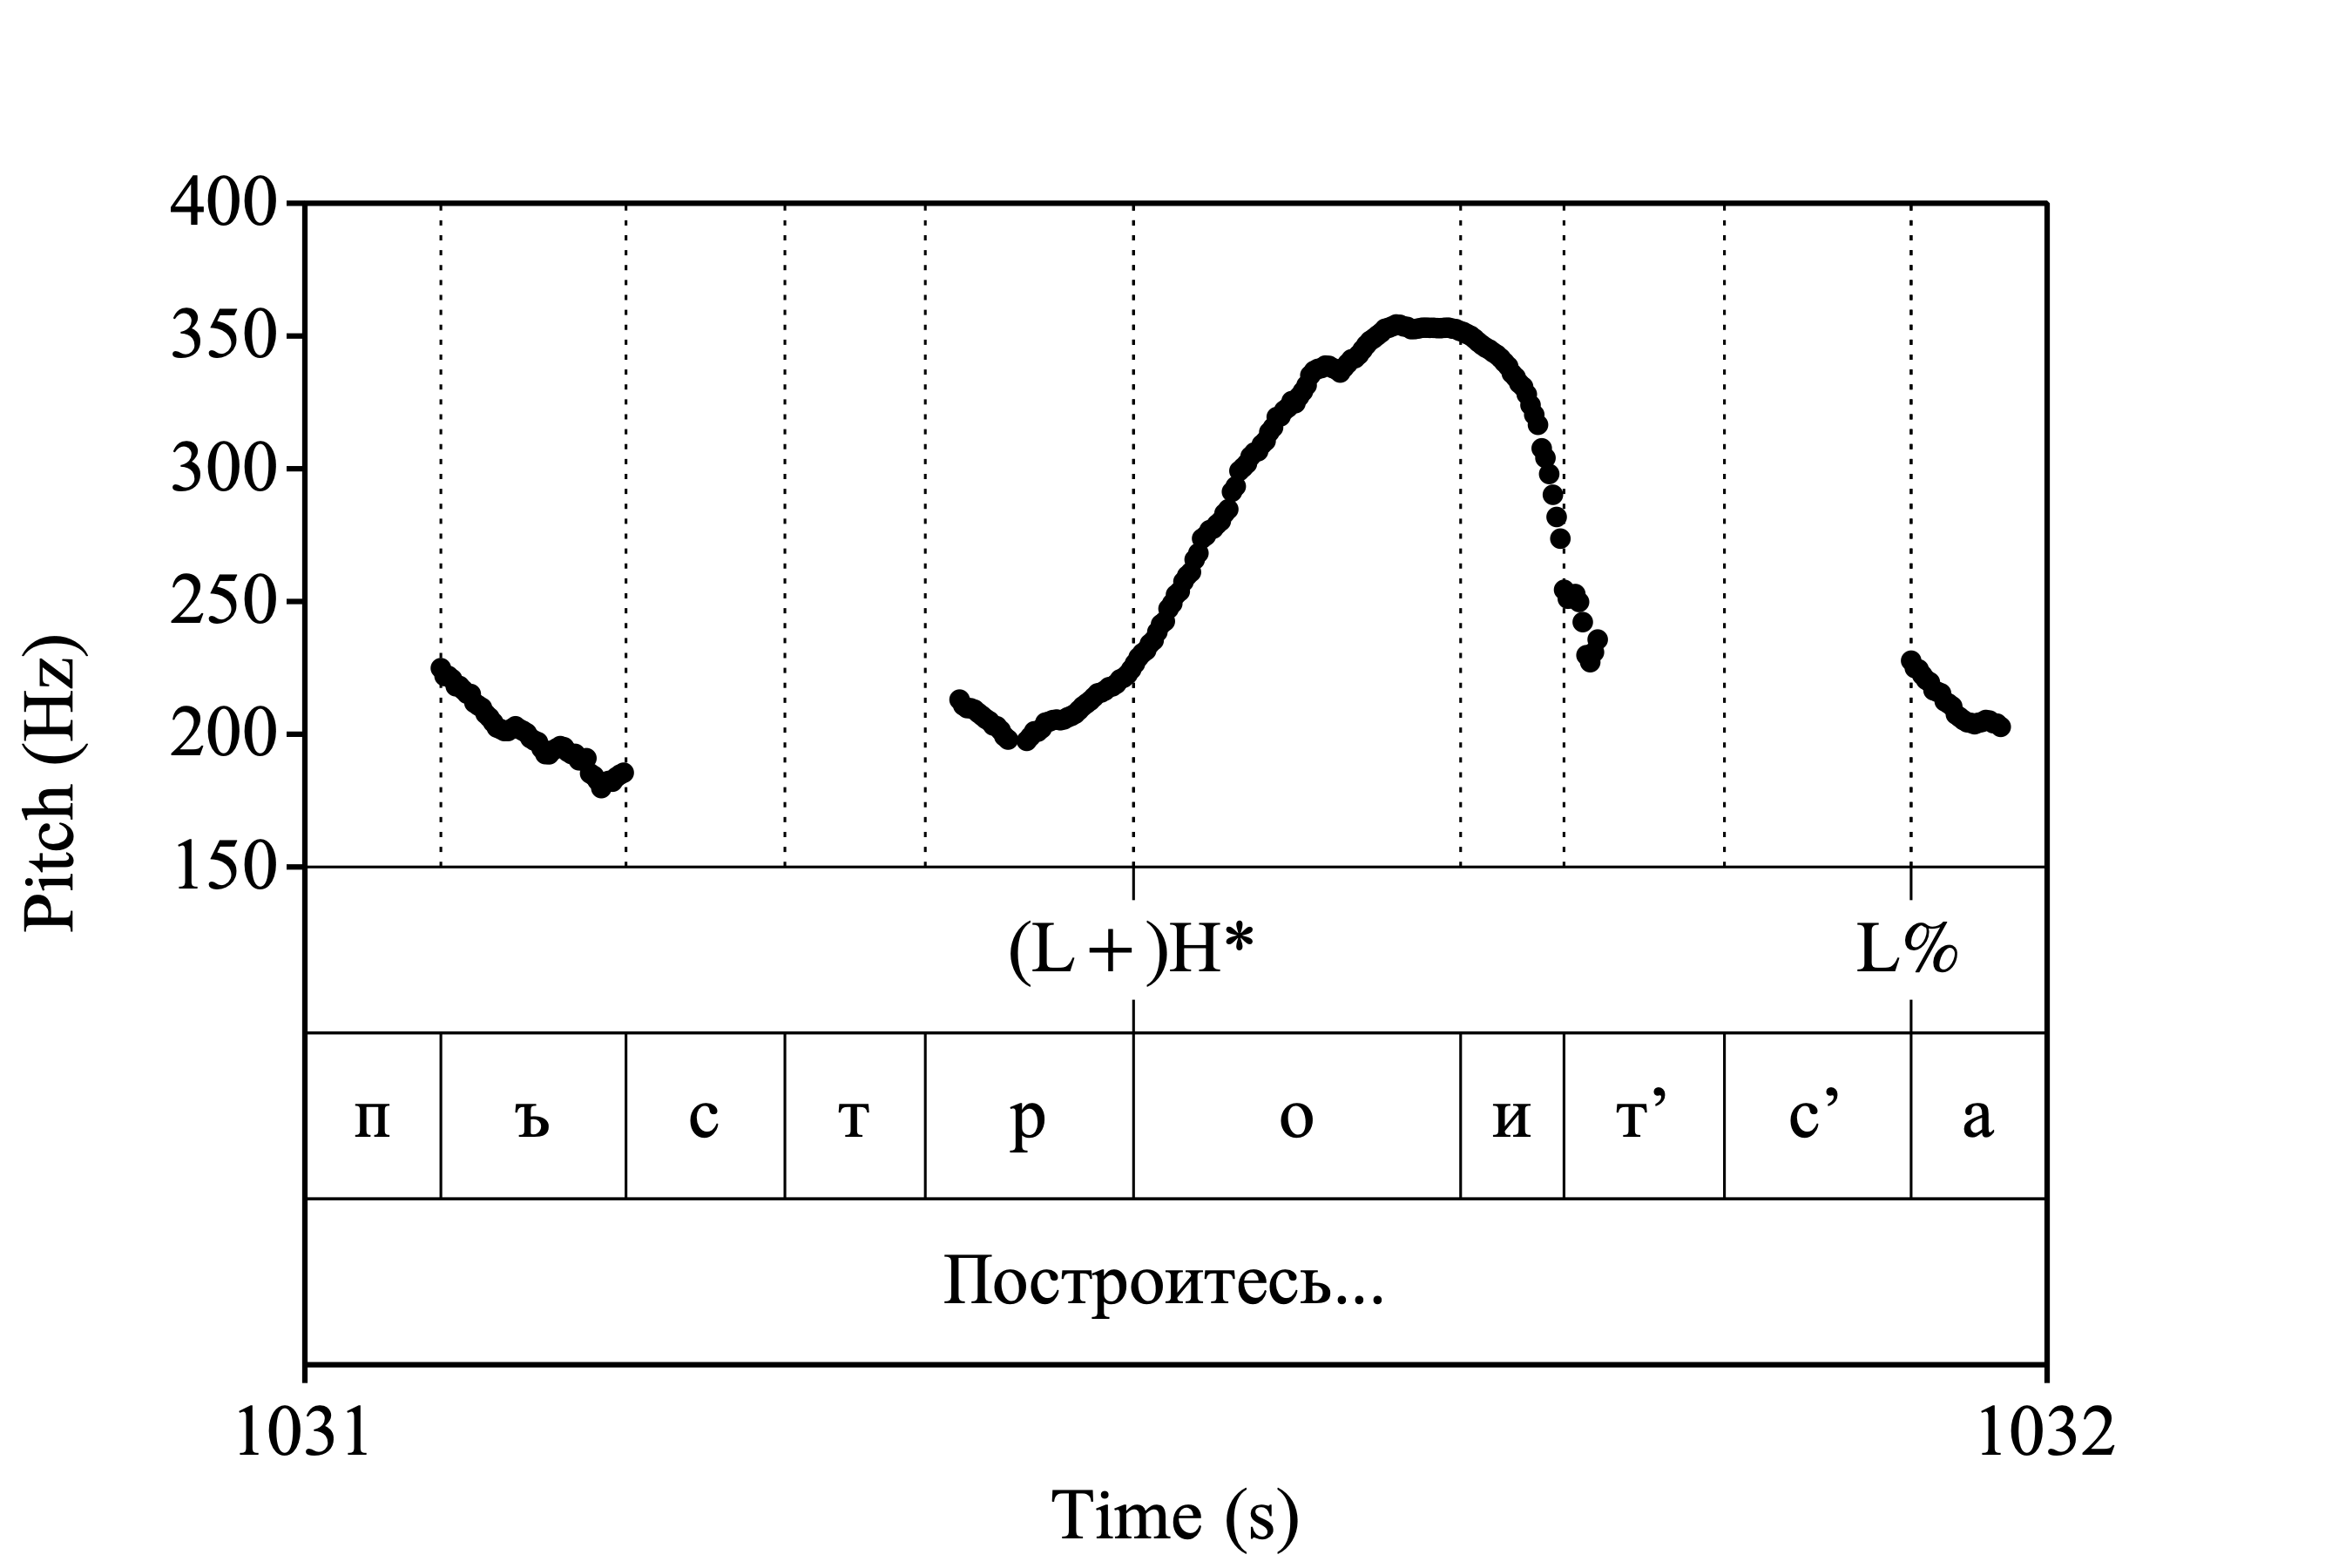 400
350
300
250
200
150
Pitch (Hz)
(L+)H* L%
п ъ с т р о и т’ с’ а
Построитесь...
1031 1032
Time (s)